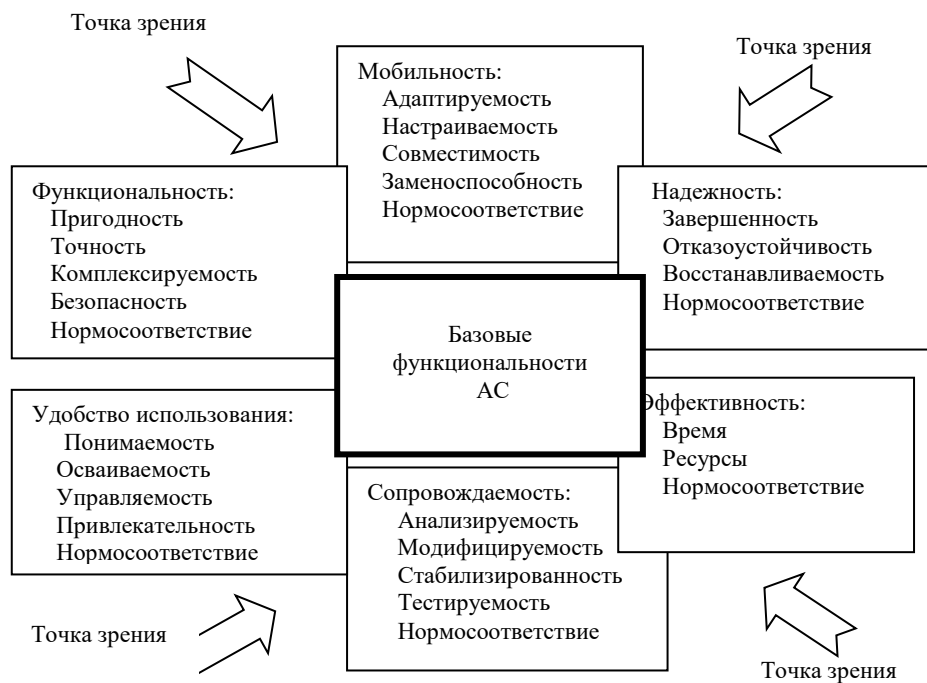 Точка зрения
Точка зрения
Мобильность:
Адаптируемость
Настраиваемость
Совместимость
Заменоспособность
Нормосоответствие
Функциональность:
Пригодность
Точность
Комплексируемость
Безопасность
Нормосоответствие
Надежность:
Завершенность
Отказоустойчивость
Восстанавливаемость
Нормосоответствие
Базовые
функциональности
АС
Удобство использования:
Понимаемость
Осваиваемость
Управляемость
Привлекательность
Нормосоответствие
Эффективность:
Время
Ресурсы
Нормосоответствие
Сопровождаемость:
Анализируемость
Модифицируемость
Стабилизированность
Тестируемость
Нормосоответствие
Точка зрения
Точка зрения